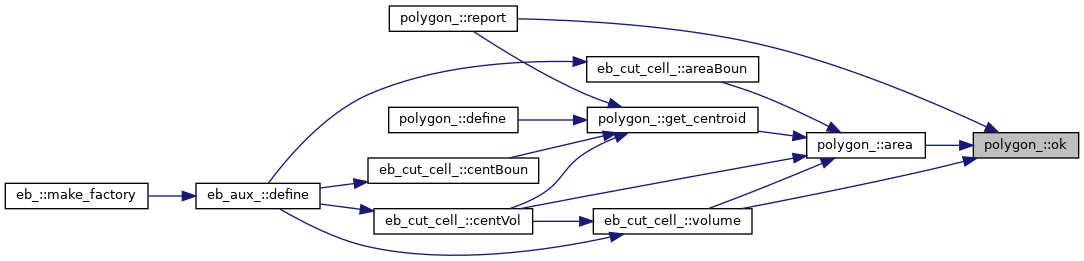 polygon_::report
eb_cut_cell_::areaBoun
polygon_::define
polygon_::get_centroid
polygon_::area
polygon_::ok
eb_cut_cell_::centBoun
eb_::make_factory
eb_aux_::define
eb_cut_cell_::centVol
eb_cut_cell_::volume